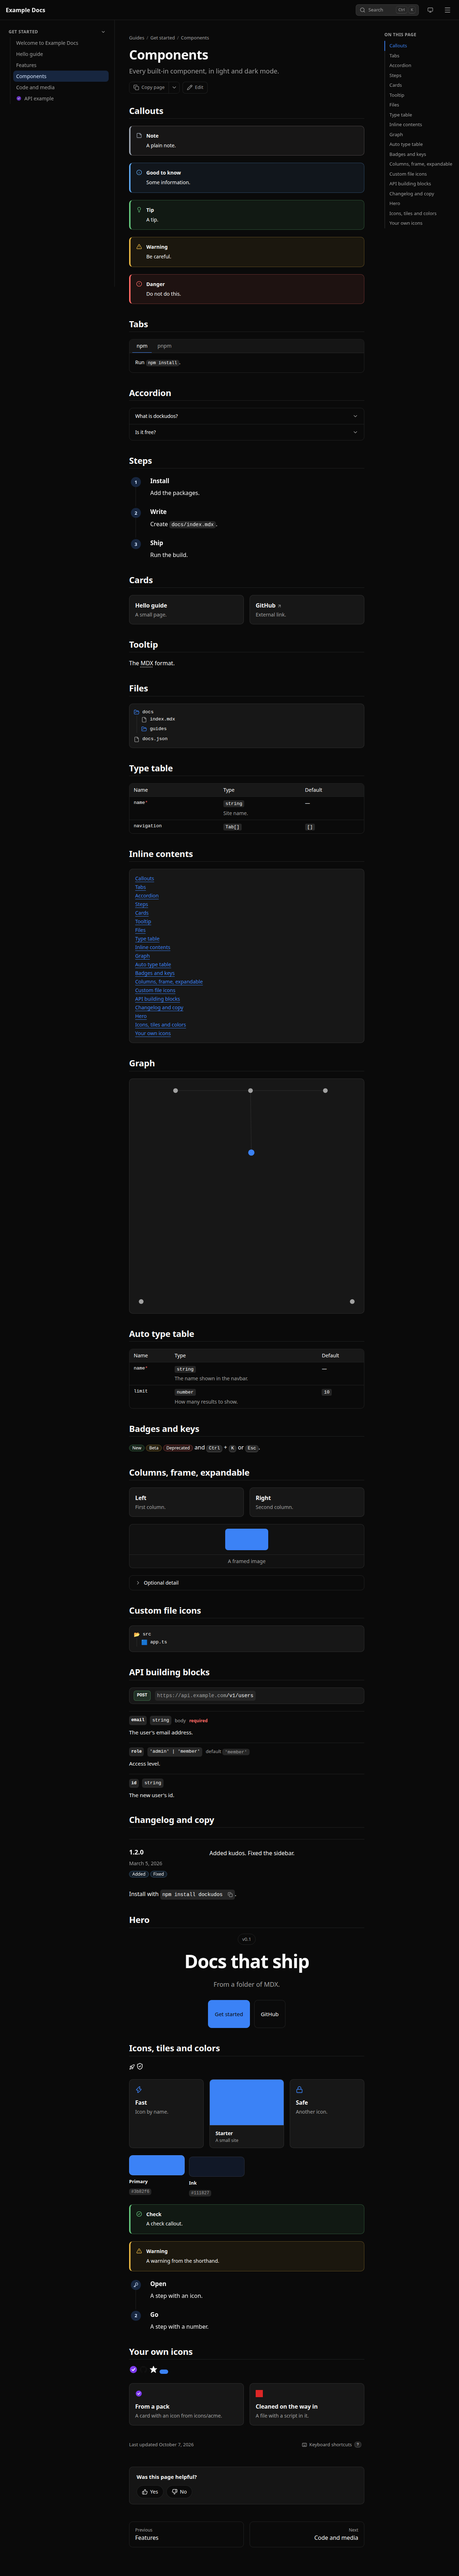 Example Docs
Search Ctrl K
GET STARTED
Welcome to Example Docs
Hello guide
Features
Components
Code and media
API example
ON THIS PAGE
Callouts
Tabs
Accordion
Steps
Cards
Tooltip
Files
Type table
Inline contents
Graph
Auto type table
Badges and keys
Columns, frame, expandable
Custom file icons
API building blocks
Changelog and copy
Hero
Icons, tiles and colors
Your own icons
Guides / Get started / Components
Components
Every built-in component, in light and dark mode.
Copy page
Edit
Callouts
Note
A plain note.
Good to know
Some information.
Tip
A tip.
Warning
Be careful.
Danger
Do not do this.
Tabs
npm pnpm
Run npm install.
Accordion
What is dockudos?
Is it free?
Steps
1 Install
Add the packages.
2 Write
Create docs/index.mdx.
3 Ship
Run the build.
Cards
Hello guide
A small page.
GitHub
External link.
Tooltip
The MDX format.
Files
docs
index.mdx
guides
docs.json
Type table
Name Type Default
name* string —
Site name.
navigation Tab[] []
Inline contents
Callouts
Tabs
Accordion
Steps
Cards
Tooltip
Files
Type table
Inline contents
Graph
Auto type table
Badges and keys
Columns, frame, expandable
Custom file icons
API building blocks
Changelog and copy
Hero
Icons, tiles and colors
Your own icons
Graph
Auto type table
Name Type Default
name* string —
The name shown in the navbar.
limit number 10
How many results to show.
Badges and keys
New Beta Deprecated and Ctrl + K or Esc.
Columns, frame, expandable
Left
First column.
Right
Second column.
A framed image
Optional detail
Custom file icons
src
app.ts
API building blocks
POST https://api.example.com/v1/users
email string body required
The user's email address.
role 'admin' | 'member' default 'member'
Access level.
id string
The new user's id.
Changelog and copy
1.2.0
March 5, 2026
Added Fixed
Added kudos. Fixed the sidebar.
Install with npm install dockudos.
Hero
v0.1
Docs that ship
From a folder of MDX.
Get started GitHub
Icons, tiles and colors
Fast
Icon by name.
Starter
A small site
Safe
Another icon.
Primary
#3b82f6
Ink
#111827
Check
A check callout.
Warning
A warning from the shorthand.
Open
A step with an icon.
2 Go
A step with a number.
Your own icons
From a pack
A card with an icon from icons/acme.
Cleaned on the way in
A file with a script in it.
Last updated October 7, 2026
Keyboard shortcuts ?
Was this page helpful?
Yes No
Previous
Features
Next
Code and media